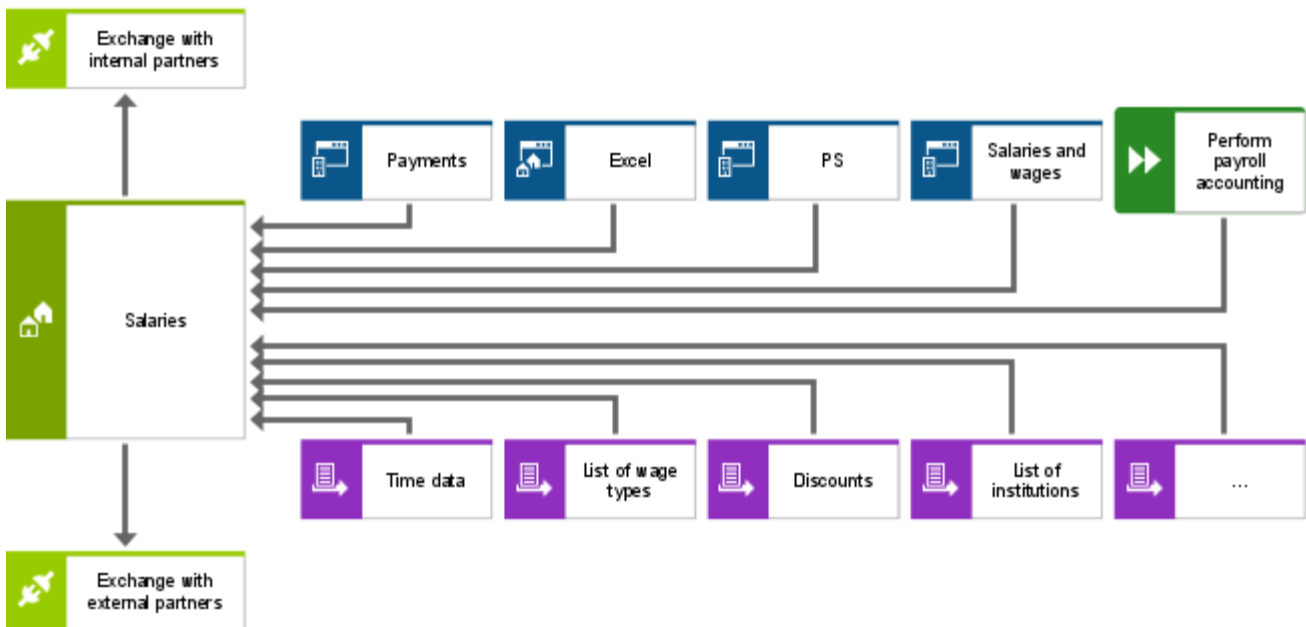 Exchange with
internal partners
Payments
Excel
PS
Salaries and
wages
Perform
payroll
accounting
Salaries
Time data
List of wage
types
Discounts
List of
institutions
...
Exchange with
external partners